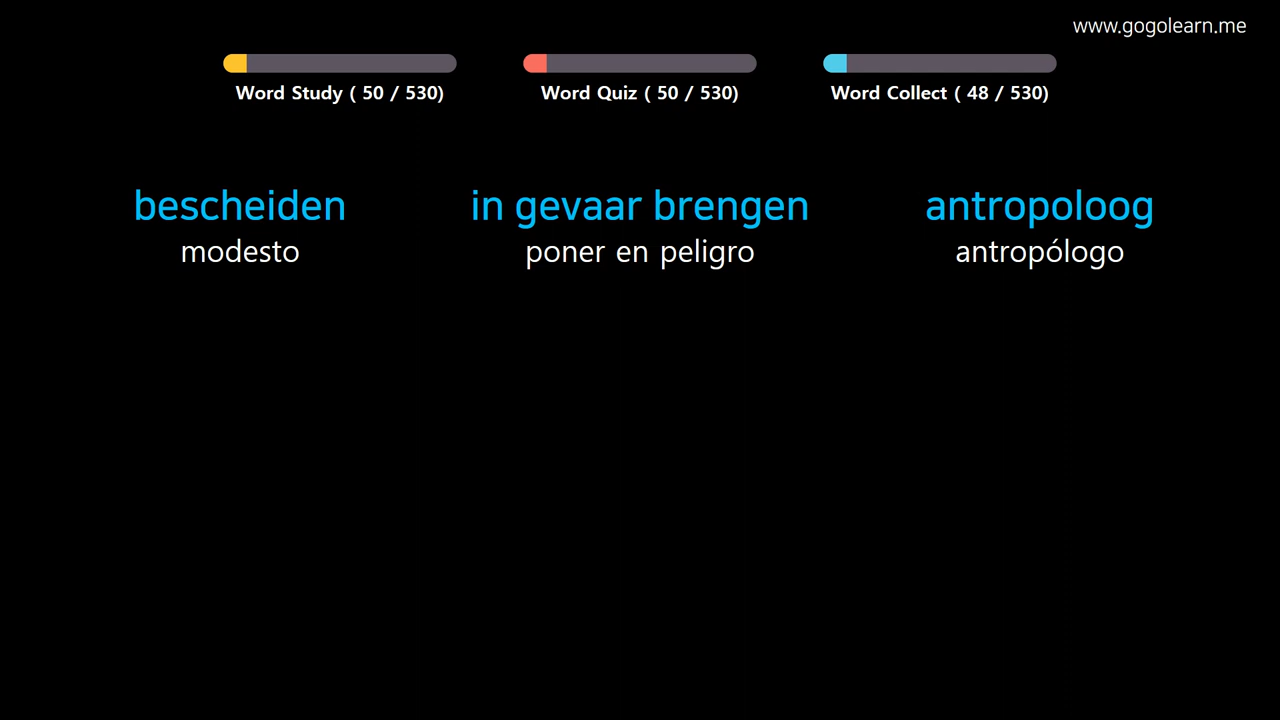 www.gogolearn.me
Word Study ( 50 / 530)
Word Quiz ( 50 / 530)
Word Collect ( 48 / 530)
bescheiden
modesto
in gevaar brengen
poner en peligro
antropoloog
antropólogo